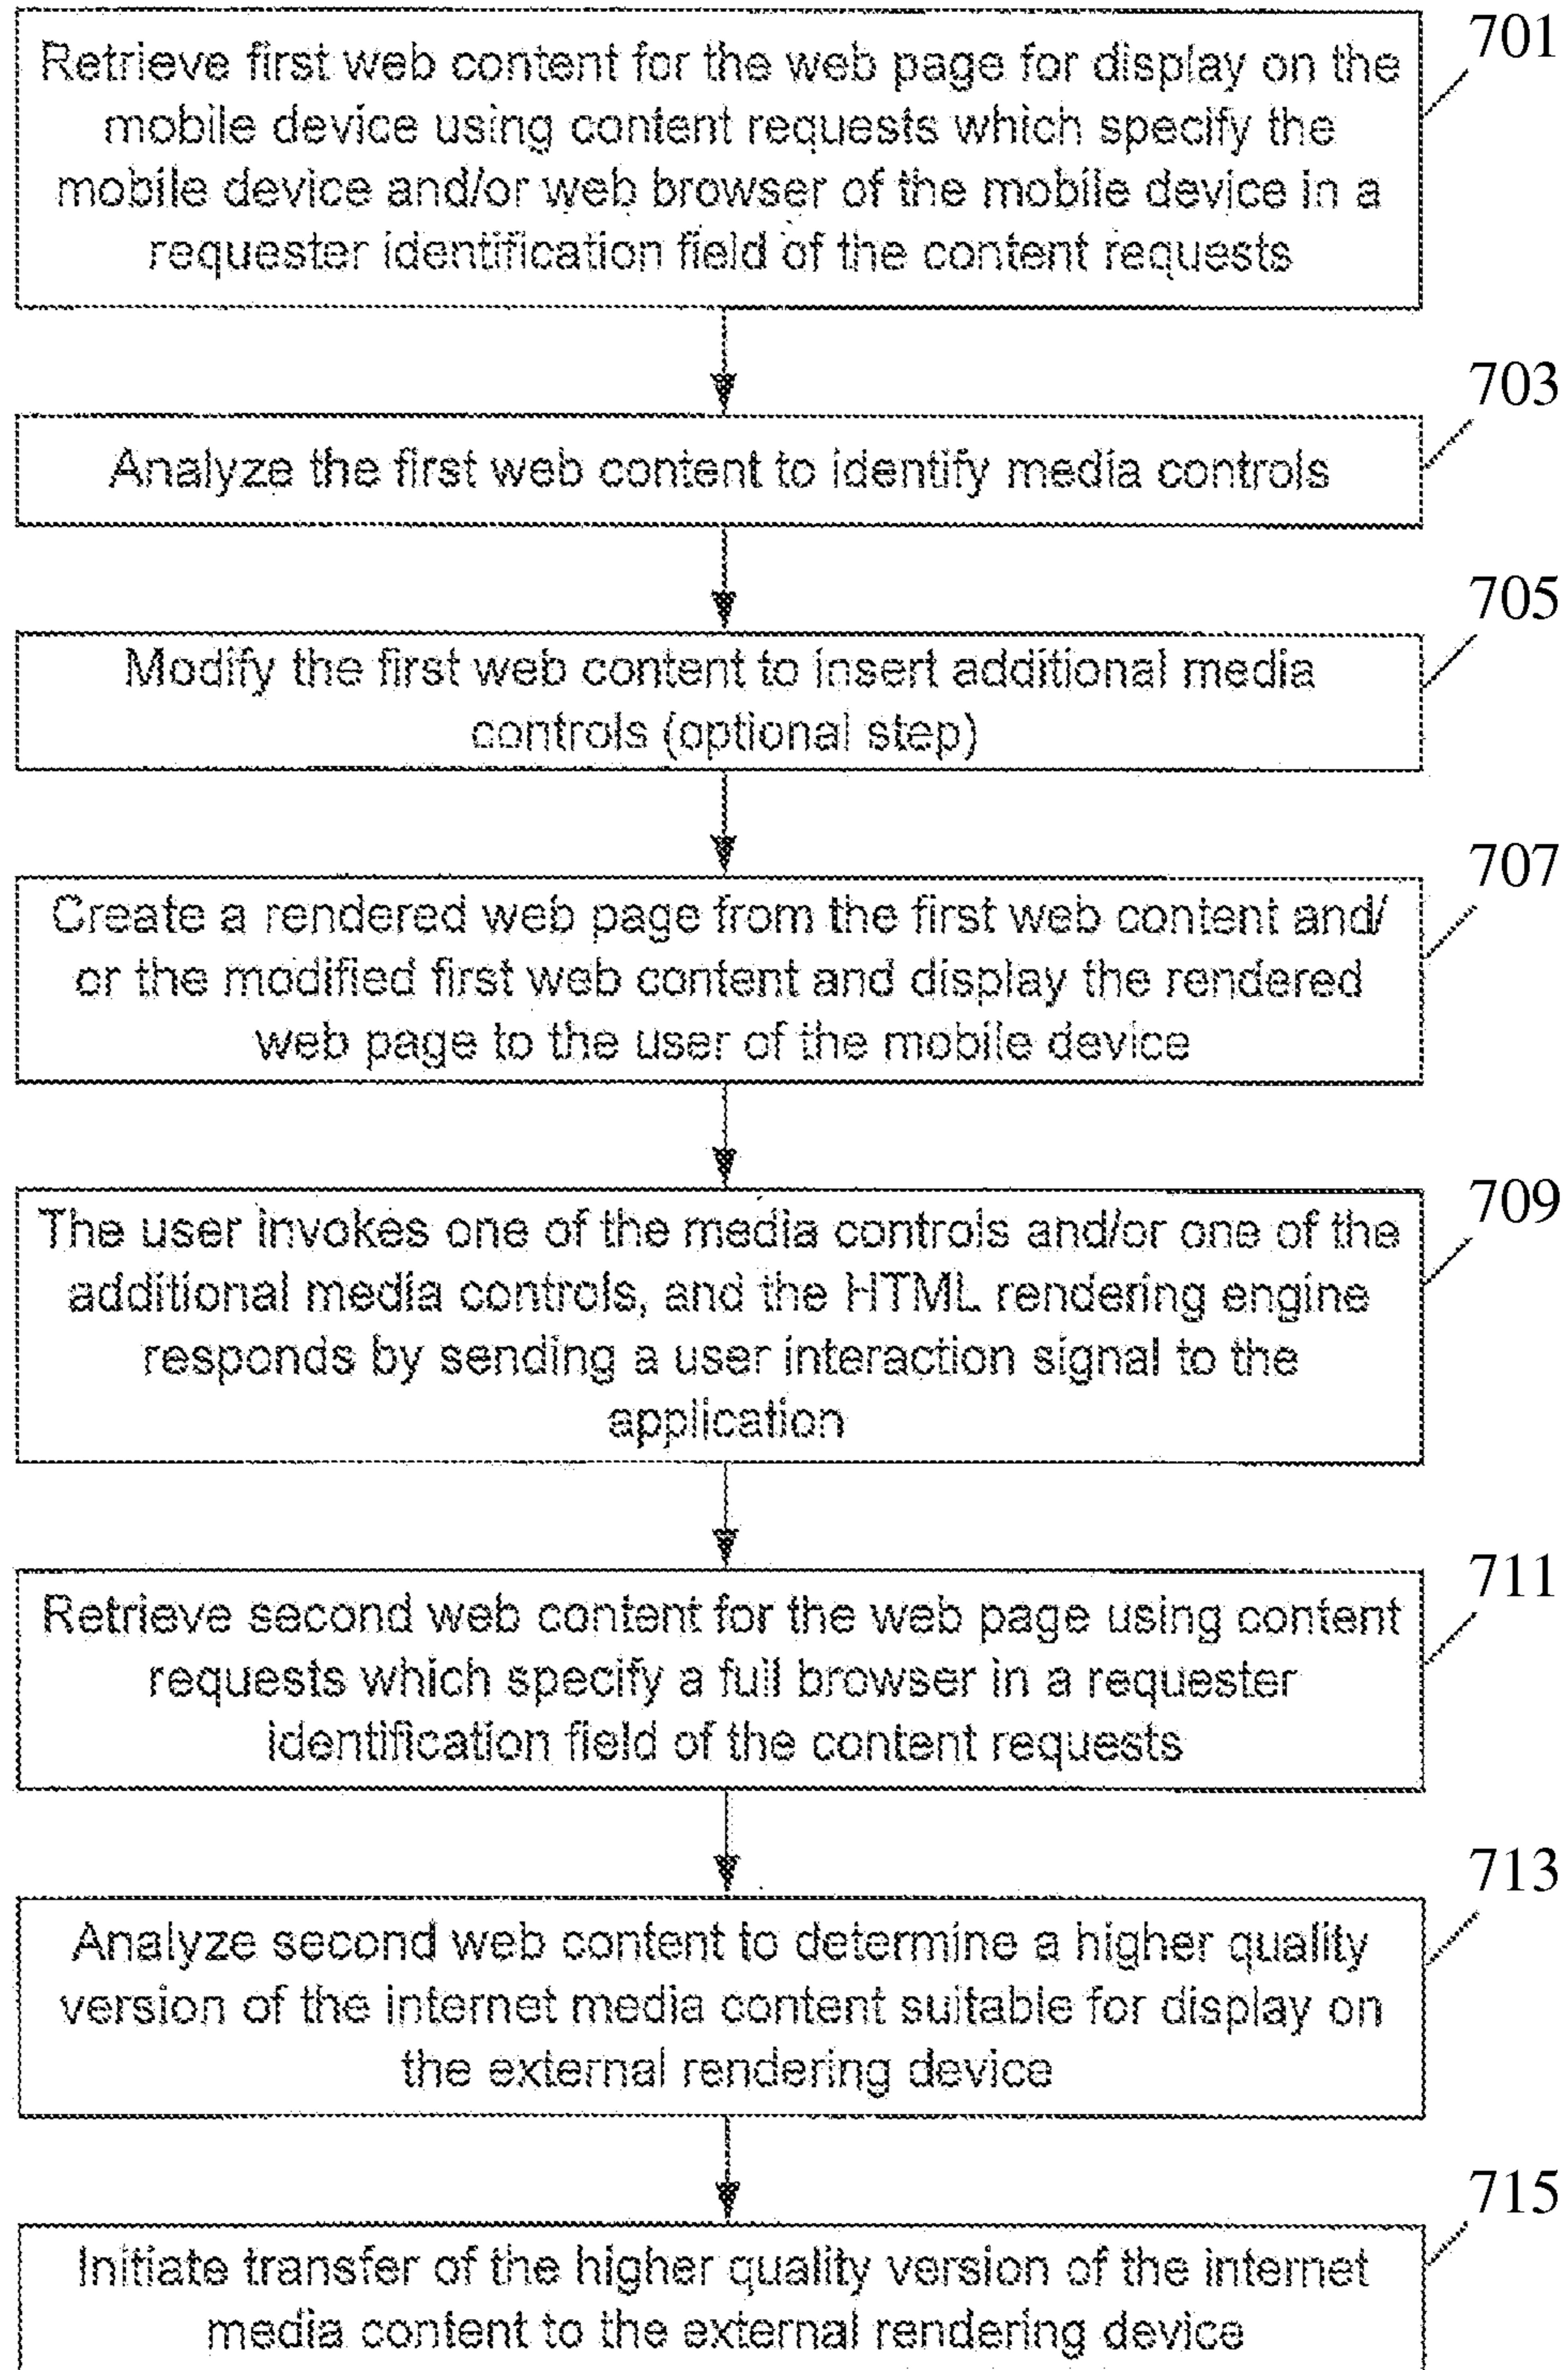 Retrieve first web content for the web page for display on the
mobile device using content requests which specify the
mobile device and/or web browser of the mobile device in a
requester identification field of the content requests
701
Analyze the first web content to identify media controls
703
Modify the first web content to insert additional media
controls (optional step)
705
Create a rendered web page from the first web content and/
or the modified first web content and display the rendered
web page to the user of the mobile device
707
The user invokes one of the media controls and/or one of the
additional media controls, and the HTML rendering engine
responds by sending a user interaction signal to the
application
709
Retrieve second web content for the web page using content
requests which specify a full browser in a requester
identification field of the content requests
711
Analyze second web content to determine a higher quality
version of the internet media content suitable for display on
the external rendering device
713
Initiate transfer of the higher quality version of the internet
media content to the external rendering device
715